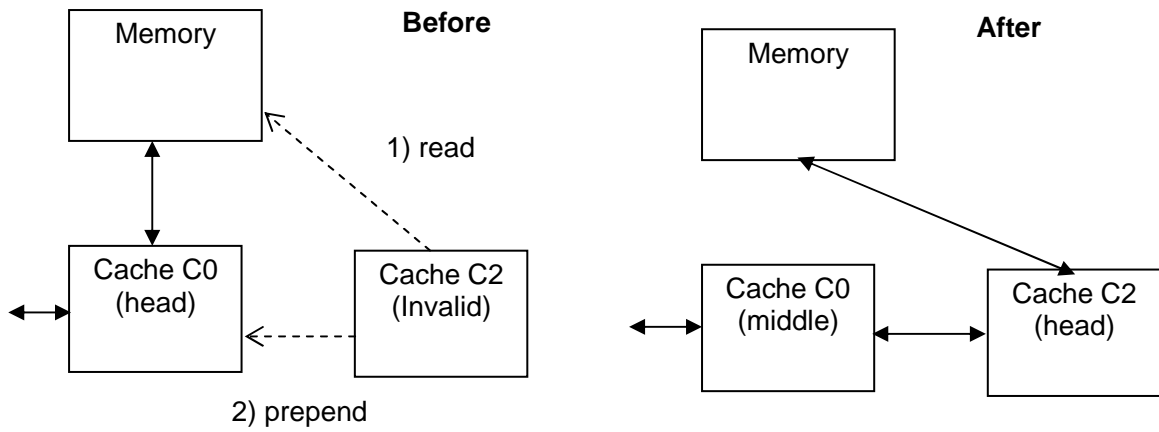 Before
Memory
1) read
Cache C0
(head)
Cache C2
(Invalid)
2) prepend
After
Memory
Cache C0
(middle)
Cache C2
(head)